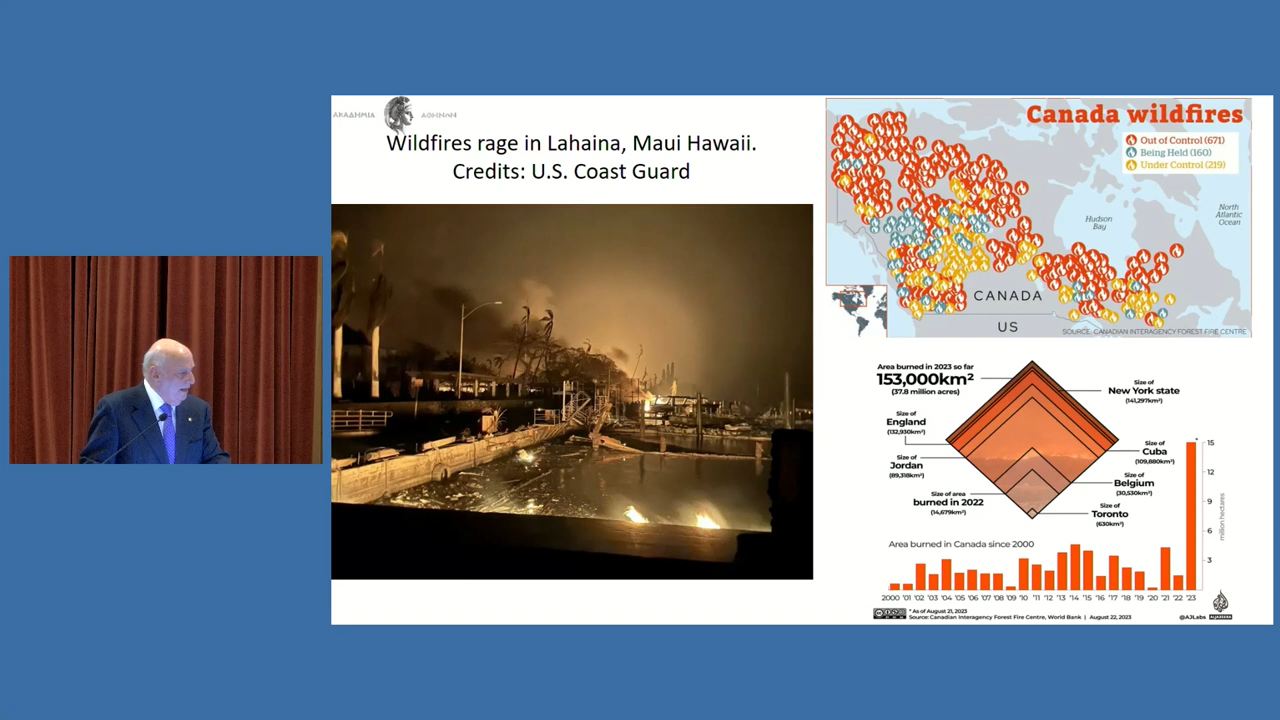 ΑΚΑΔΗΜΙΑ ΑΘΗΝΩΝ
Wildfires rage in Lahaina, Maui Hawaii.
Credits: U.S. Coast Guard
Canada wildfires
Out of Control (671)
Being Held (160)
Under Control (219)
North
Atlantic
Ocean
Hudson
Bay
CANADA
US
SOURCE: CANADIAN INTERAGENCY FOREST FIRE CENTRE
Area burned in 2023 so far
153,000km²
(37.8 million acres)
Size of
New York state
(141,297km²)
Size of
England
(132,930km²)
Size of
Cuba
(109,880km²)
Size of
Jordan
(89,318km²)
Size of
Belgium
(30,530km²)
Size of area
burned in 2022
(14,679km²)
Size of
Toronto
(630km²)
Area burned in Canada since 2000
* 15
12
9
6
3
million hectares
2000 '01 '02 '03 '04 '05 '06 '07 '08 '09 '10 '11 '12 '13 '14 '15 '16 '17 '18 '19 '20 '21 '22 '23
* As of August 21, 2023
Source: Canadian Interagency Forest Fire Centre, World Bank | August 22, 2023
@AJLabs ALJAZEERA